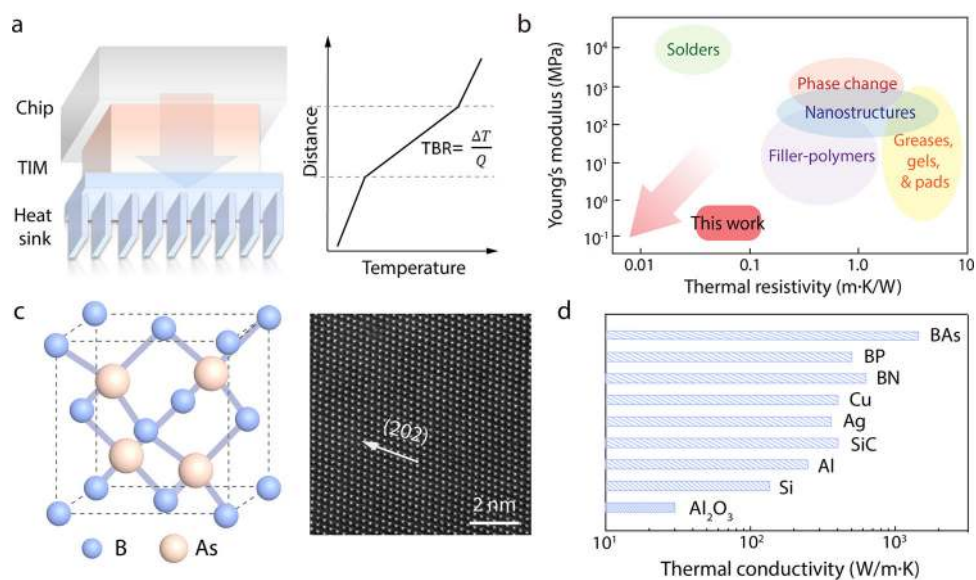 a
Chip
TIM
Heat
sink
Distance
TBR= ΔT/Q
Temperature
b
Young's modulus (MPa)
10⁴
10³
10²
10¹
10⁰
10⁻¹
Solders
Phase change
Nanostructures
Filler-polymers
Greases,
gels,
& pads
This work
0.01
0.1
1.0
10
Thermal resistivity (m·K/W)
c
B
As
(202)
2 nm
d
BAs
BP
BN
Cu
Ag
SiC
Al
Si
Al₂O₃
10¹
10²
10³
Thermal conductivity (W/m·K)